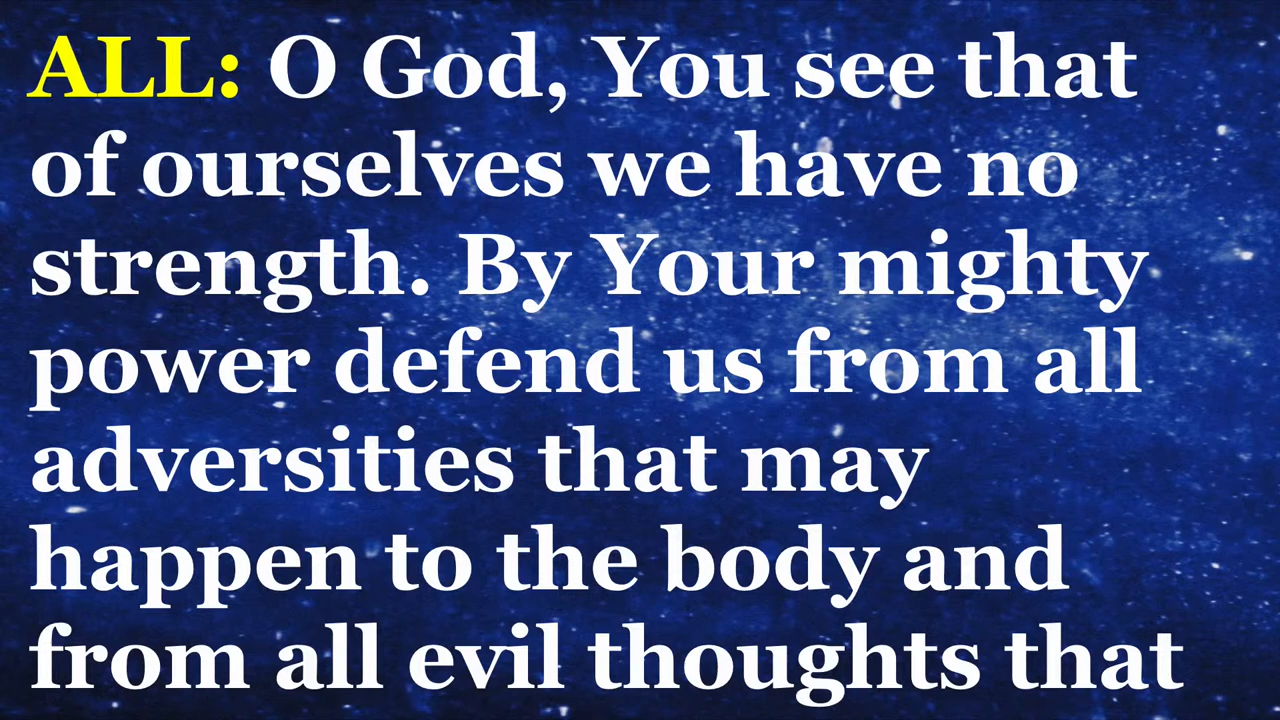 ALL: O God, You see that
of ourselves we have no
strength. By Your mighty
power defend us from all
adversities that may
happen to the body and
from all evil thoughts that